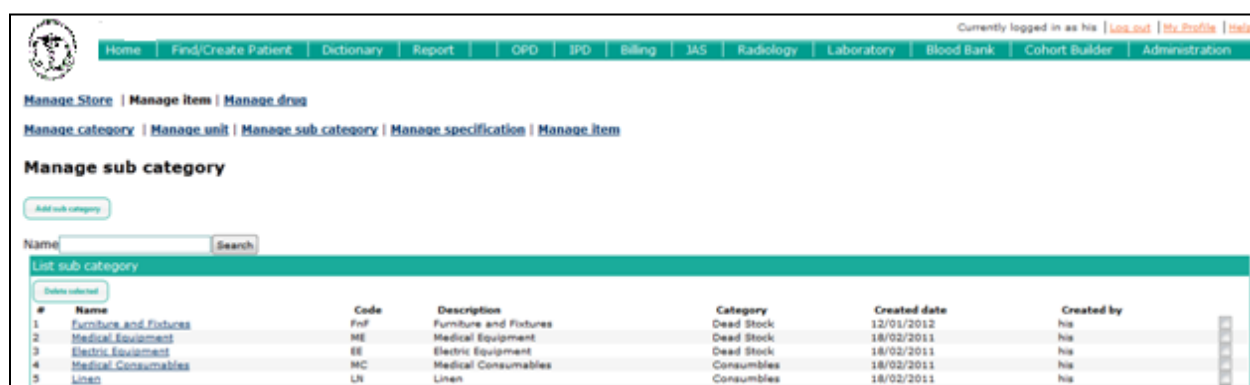 Currently logged in as his | Log out | My Profile | Help
Home | Find/Create Patient | Dictionary | Report | | OPD | IPD | Billing | JAS | Radiology | Laboratory | Blood Bank | Cohort Builder | Administration
Manage Store | Manage item | Manage drug
Manage category | Manage unit | Manage sub category | Manage specification | Manage item
Manage sub category
Add sub category
Name Search
List sub category
Delete selected
# Name Code Description Category Created date Created by
1 Furniture and Fixtures FnF Furniture and Fixtures Dead Stock 12/01/2012 his
2 Medical Equipment ME Medical Equipment Dead Stock 18/02/2011 his
3 Electric Equipment EE Electric Equipment Dead Stock 18/02/2011 his
4 Medical Consumables MC Medical Consumables Consumbles 18/02/2011 his
5 Linen LN Linen Consumbles 18/02/2011 his